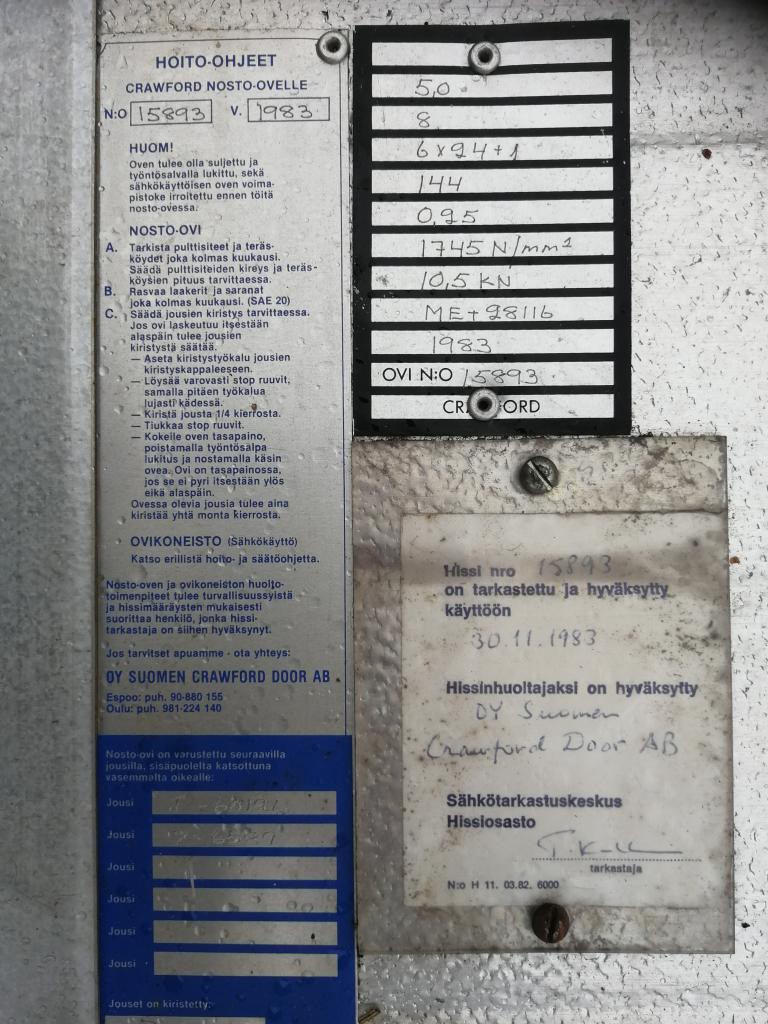 HOITO-OHJEET
CRAWFORD NOSTO-OVELLE
N:O 15893 V. 1983
HUOM!
Oven tulee olla suljettu ja
työntösalvalla lukittu, sekä
sähkökäyttöisen oven voima-
pistoke irroitettu ennen töitä
nosto-ovessa.
NOSTO-OVI
A. Tarkista pulttisiteet ja teräs-
köydet joka kolmas kuukausi.
Säädä pulttisiteiden kireys ja teräs-
köysien pituus tarvittaessa.
B. Rasvaa laakerit ja saranat
joka kolmas kuukausi. (SAE 20)
C. Säädä jousien kiristys tarvittaessa.
Jos ovi laskeutuu itsestään
alaspäin tulee jousien
kiristystä säätää.
— Aseta kiristystyökalu jousien
kiristyskappaleeseen.
— Löysää varovasti stop ruuvit,
samalla pitäen työkalua
lujasti kädessä.
— Kiristä jousta 1/4 kierrosta.
— Tiukkaa stop ruuvit.
— Kokeile oven tasapaino,
poistamalla työntösalpa
lukitus ja nostamalla käsin
ovea. Ovi on tasapainossa,
jos se ei pyri itsestään ylös
eikä alaspäin.
Ovessa olevia jousia tulee aina
kiristää yhtä monta kierrosta.
OVIKONEISTO (Sähkökäyttö)
Katso erillistä hoito- ja säätöohjetta.
Nosto-oven ja ovikoneiston huolto-
toimenpiteet tulee turvallisuussyistä
ja hissimääräysten mukaisesti
suorittaa henkilö, jonka hissi-
tarkastaja on siihen hyväksynyt.
Jos tarvitset apuamme - ota yhteys:
OY SUOMEN CRAWFORD DOOR AB
Espoo: puh. 90-880 155
Oulu: puh. 981-224 140
Nosto-ovi on varustettu seuraavilla
jousilla, sisäpuolelta katsottuna
vasemmalta oikealle:
Jousi
Jousi
Jousi
Jousi
Jousi
Jousi
Jouset on kiristetty:
5,0
8
6x24+1
144
0,25
1745 N/mm²
10,5 KN
ME+28116
1983
OVI N:O 15893
CR FORD
Hissi nro 15893
on tarkastettu ja hyväksytty
käyttöön
30.11.1983
Hissinhuoltajaksi on hyväksytty
OY Suomen
Crawford Door AB
Sähkötarkastuskeskus
Hissiosasto
tarkastaja
N:o H 11. 03.82. 6000